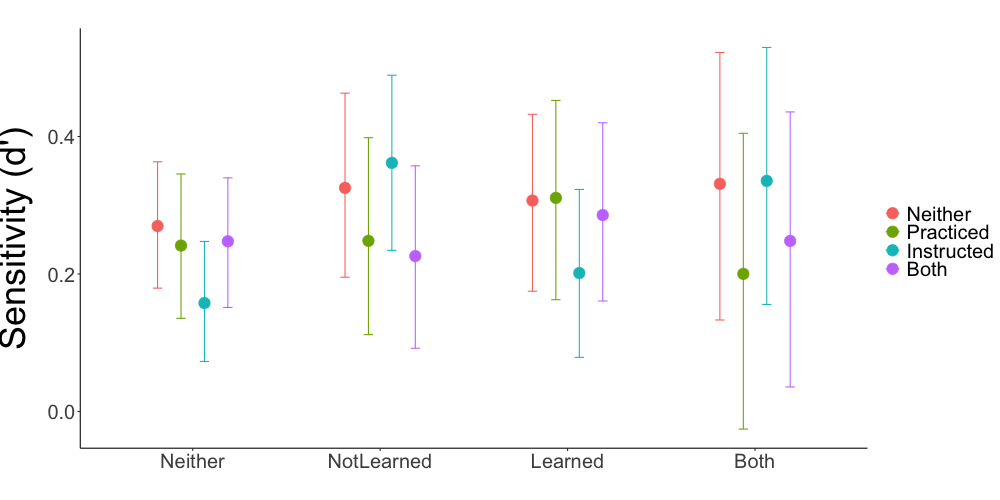 Sensitivity (d')
0.4
0.2
0.0
Neither NotLearned Learned Both
Neither
Practiced
Instructed
Both